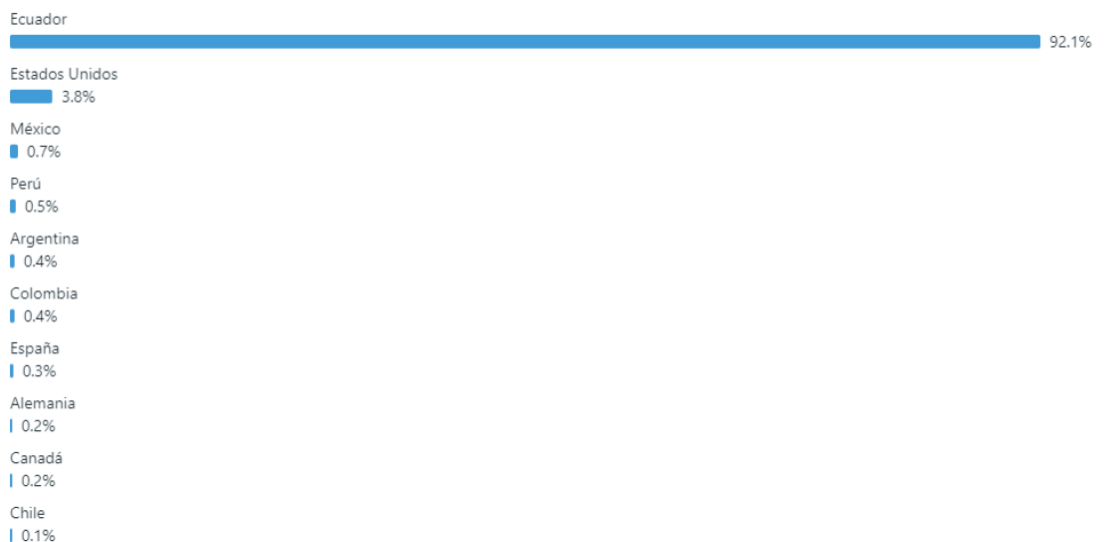 Ecuador
92.1%
Estados Unidos
3.8%
México
0.7%
Perú
0.5%
Argentina
0.4%
Colombia
0.4%
España
0.3%
Alemania
0.2%
Canadá
0.2%
Chile
0.1%